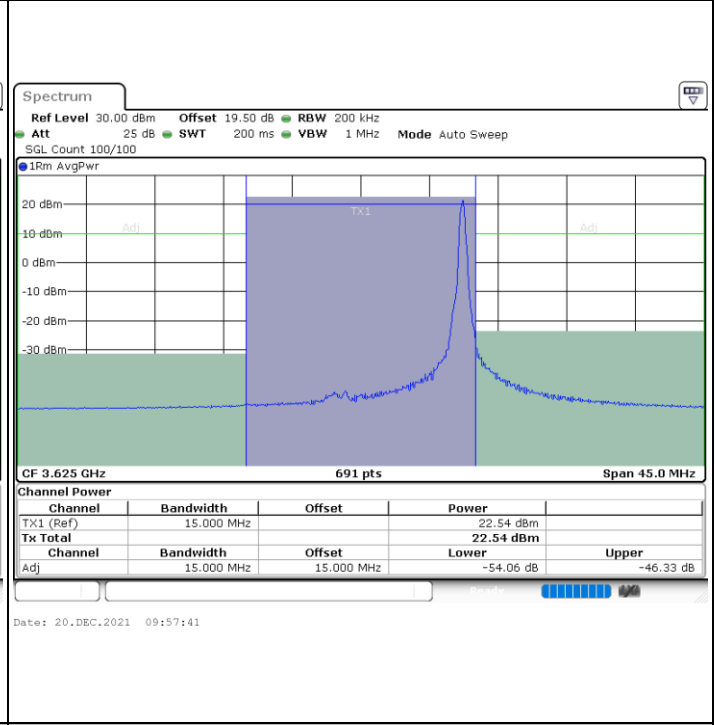 Spectrum
Ref Level 30.00 dBm Offset 19.50 dB RBW 200 kHz
Att 25 dB SWT 200 ms VBW 1 MHz Mode Auto Sweep
SGL Count 100/100
1Rm AvgPwr
20 dBm
TX1
Adj
Adj
10 dBm
0 dBm
-10 dBm
-20 dBm
-30 dBm
CF 3.625 GHz 691 pts Span 45.0 MHz
Channel Power
Channel Bandwidth Offset Power
TX1 (Ref) 15.000 MHz 22.54 dBm
Tx Total 22.54 dBm
Channel Bandwidth Offset Lower Upper
Adj 15.000 MHz 15.000 MHz -54.06 dB -46.33 dB
Ready
Date: 20.DEC.2021 09:57:41